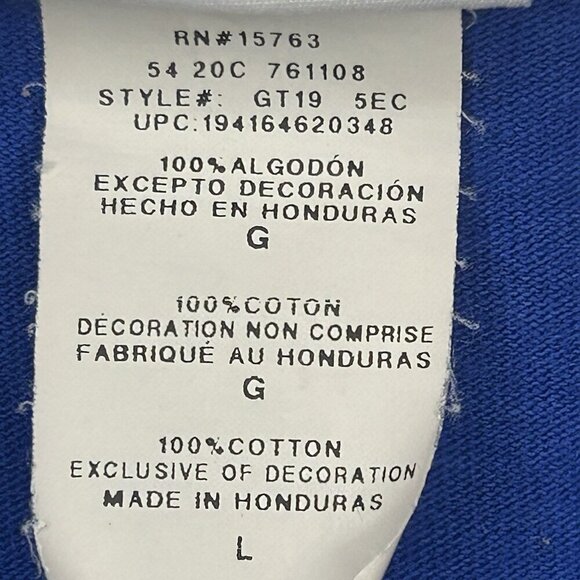 RN#15763
54 20C 761108
STYLE#: GT19 5EC
UPC:194164620348
100%ALGODÓN
EXCEPTO DECORACIÓN
HECHO EN HONDURAS
G
100%COTON
DÉCORATION NON COMPRISE
FABRIQUÉ AU HONDURAS
G
100%COTTON
EXCLUSIVE OF DECORATION
MADE IN HONDURAS
L